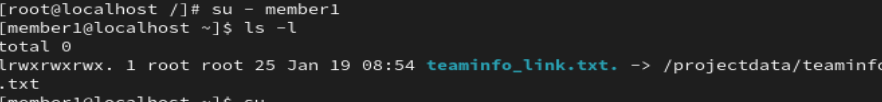 [root@localhost /]# su - member1
[member1@localhost ~]$ ls -l
total 0
lrwxrwxrwx. 1 root root 25 Jan 19 08:54 teaminfo_link.txt. -> /projectdata/teaminfo
.txt
[member1@localhost ~]$ su